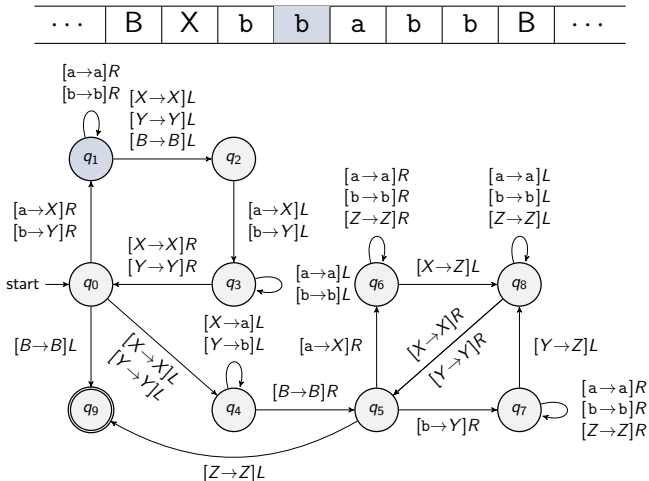 ··· B X b b a b b B ···
[a→a]R
[b→b]R
[X→X]L
[Y→Y]L
[B→B]L
q1
q2
[a→X]R
[b→Y]R
[a→X]L
[b→Y]L
[X→X]R
[Y→Y]R
start
q0
q3
[a→a]L
[b→b]L
[a→a]R
[b→b]R
[Z→Z]R
[a→a]L
[b→b]L
[Z→Z]L
q6
[X→Z]L
q8
[B→B]L
[X→X]L
[Y→Y]L
[X→a]L
[Y→b]L
[a→X]R
[X→X]R
[Y→Y]R
[Y→Z]L
q9
q4
[B→B]R
q5
[b→Y]R
q7
[a→a]R
[b→b]R
[Z→Z]R
[Z→Z]L